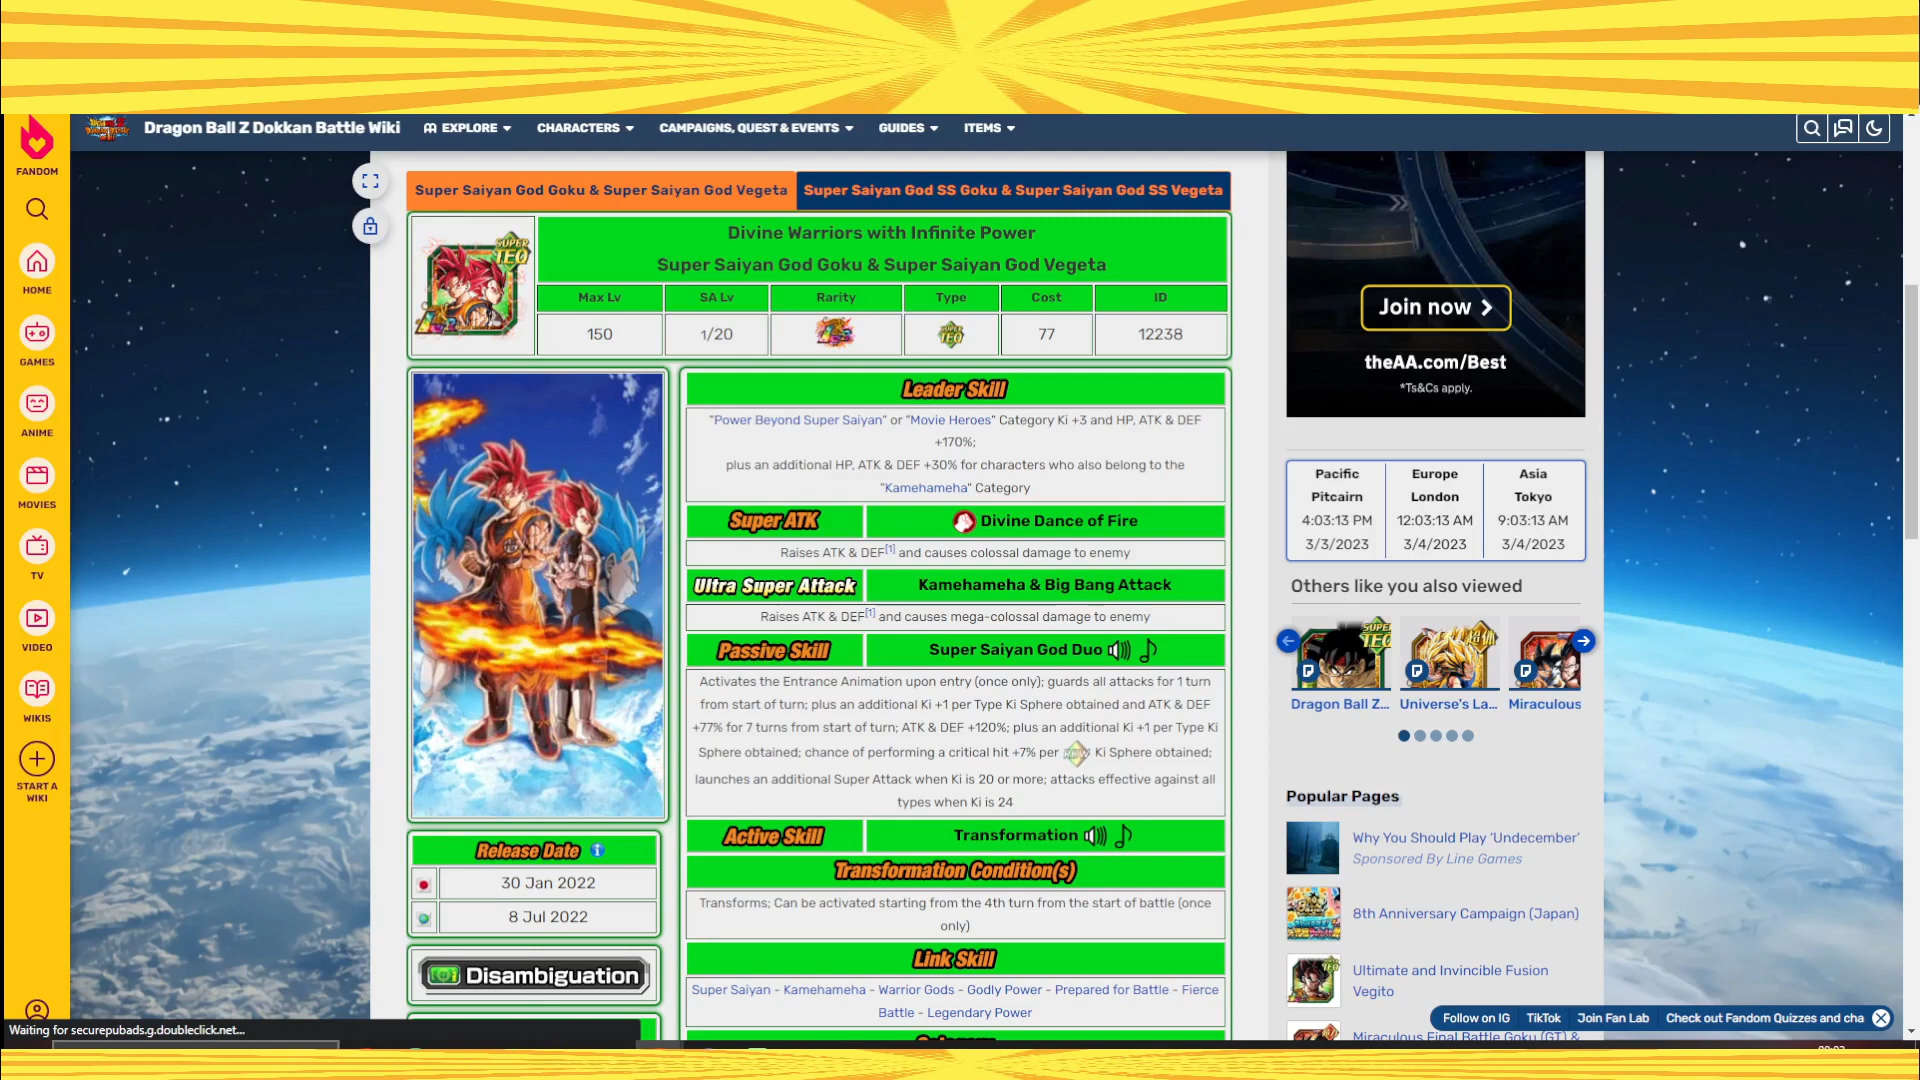 Dragon Ball Z Dokkan Battle Wiki
EXPLORE
CHARACTERS
CAMPAIGNS, QUEST & EVENTS
GUIDES
ITEMS
FANDOM
HOME
GAMES
ANIME
MOVIES
TV
VIDEO
WIKIS
START A
WIKI
Super Saiyan God Goku & Super Saiyan God Vegeta
Super Saiyan God SS Goku & Super Saiyan God SS Vegeta
SUPER
TEQ
LR
Divine Warriors with Infinite Power
Super Saiyan God Goku & Super Saiyan God Vegeta
Max Lv
SA Lv
Rarity
Type
Cost
ID
150
1/20
LR
SUPER
TEQ
77
12238
Leader Skill
"Power Beyond Super Saiyan" or "Movie Heroes" Category Ki +3 and HP, ATK & DEF
+170%;
plus an additional HP, ATK & DEF +30% for characters who also belong to the
"Kamehameha" Category
Super ATK
Divine Dance of Fire
Raises ATK & DEF[1] and causes colossal damage to enemy
Ultra Super Attack
Kamehameha & Big Bang Attack
Raises ATK & DEF[1] and causes mega-colossal damage to enemy
Passive Skill
Super Saiyan God Duo
Activates the Entrance Animation upon entry (once only); guards all attacks for 1 turn
from start of turn; plus an additional Ki +1 per Type Ki Sphere obtained and ATK & DEF
+77% for 7 turns from start of turn; ATK & DEF +120%; plus an additional Ki +1 per Type Ki
Sphere obtained; chance of performing a critical hit +7% per Ki Sphere obtained;
launches an additional Super Attack when Ki is 20 or more; attacks effective against all
types when Ki is 24
Active Skill
Transformation
Transformation Condition(s)
Transforms; Can be activated starting from the 4th turn from the start of battle (once
only)
Link Skill
Super Saiyan - Kamehameha - Warrior Gods - Godly Power - Prepared for Battle - Fierce
Battle - Legendary Power
Category
Release Date
30 Jan 2022
8 Jul 2022
Disambiguation
Join now
theAA.com/Best
*Ts&Cs apply.
Pacific
Europe
Asia
Pitcairn
London
Tokyo
4:03:13 PM
12:03:13 AM
9:03:13 AM
3/3/2023
3/4/2023
3/4/2023
Others like you also viewed
SUPER
TEQ
Dragon Ball Z...
Universe's La...
Miraculous
Popular Pages
Why You Should Play ‘Undecember’
Sponsored By Line Games
8th Anniversary Campaign (Japan)
Ultimate and Invincible Fusion
Vegito
Miraculous Final Battle Goku (GT) &
Follow on IG
TikTok
Join Fan Lab
Check out Fandom Quizzes and cha
Waiting for securepubads.g.doubleclick.net...